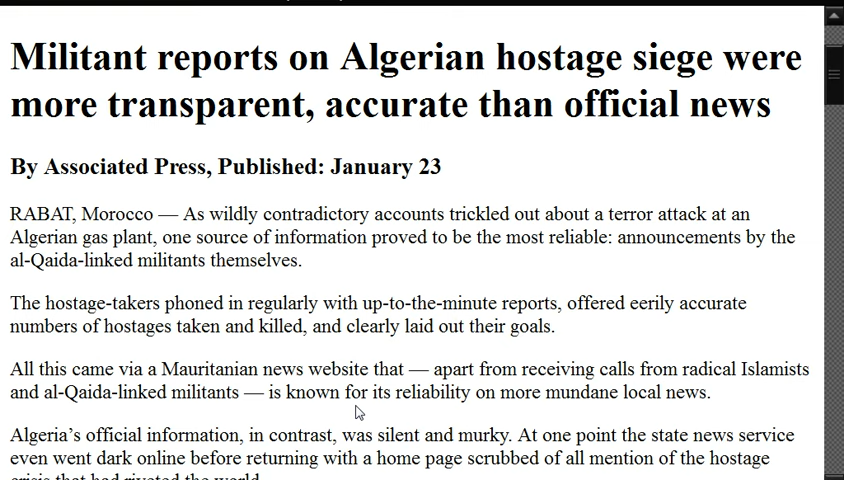 Militant reports on Algerian hostage siege were
more transparent, accurate than official news
By Associated Press, Published: January 23
RABAT, Morocco — As wildly contradictory accounts trickled out about a terror attack at an
Algerian gas plant, one source of information proved to be the most reliable: announcements by the
al-Qaida-linked militants themselves.
The hostage-takers phoned in regularly with up-to-the-minute reports, offered eerily accurate
numbers of hostages taken and killed, and clearly laid out their goals.
All this came via a Mauritanian news website that — apart from receiving calls from radical Islamists
and al-Qaida-linked militants — is known for its reliability on more mundane local news.
Algeria’s official information, in contrast, was silent and murky. At one point the state news service
even went dark online before returning with a home page scrubbed of all mention of the hostage
crisis that had riveted the world